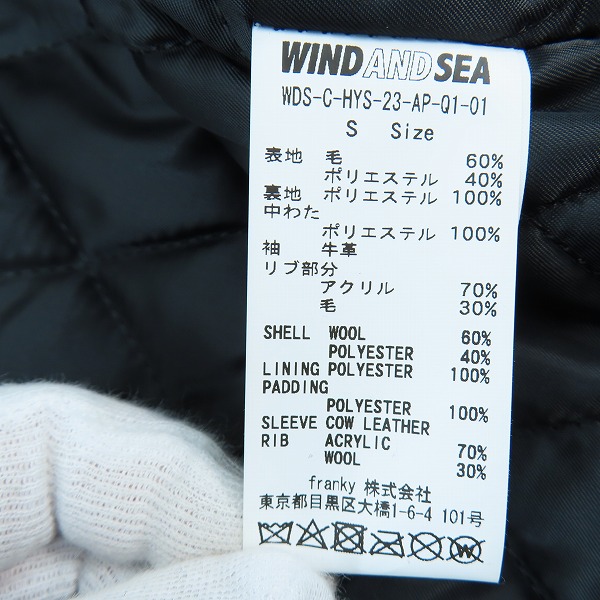 WIND AND SEA
WDS-C-HYS-23-AP-Q1-01
S Size
表地 毛 60%
ポリエステル 40%
裏地 ポリエステル 100%
中わた
ポリエステル 100%
袖 牛革
リブ部分
アクリル 70%
毛 30%
SHELL WOOL 60%
POLYESTER 40%
LINING POLYESTER 100%
PADDING
POLYESTER 100%
SLEEVE COW LEATHER
RIB ACRYLIC 70%
WOOL 30%
franky 株式会社
東京都目黒区大橋1-6-4 101号